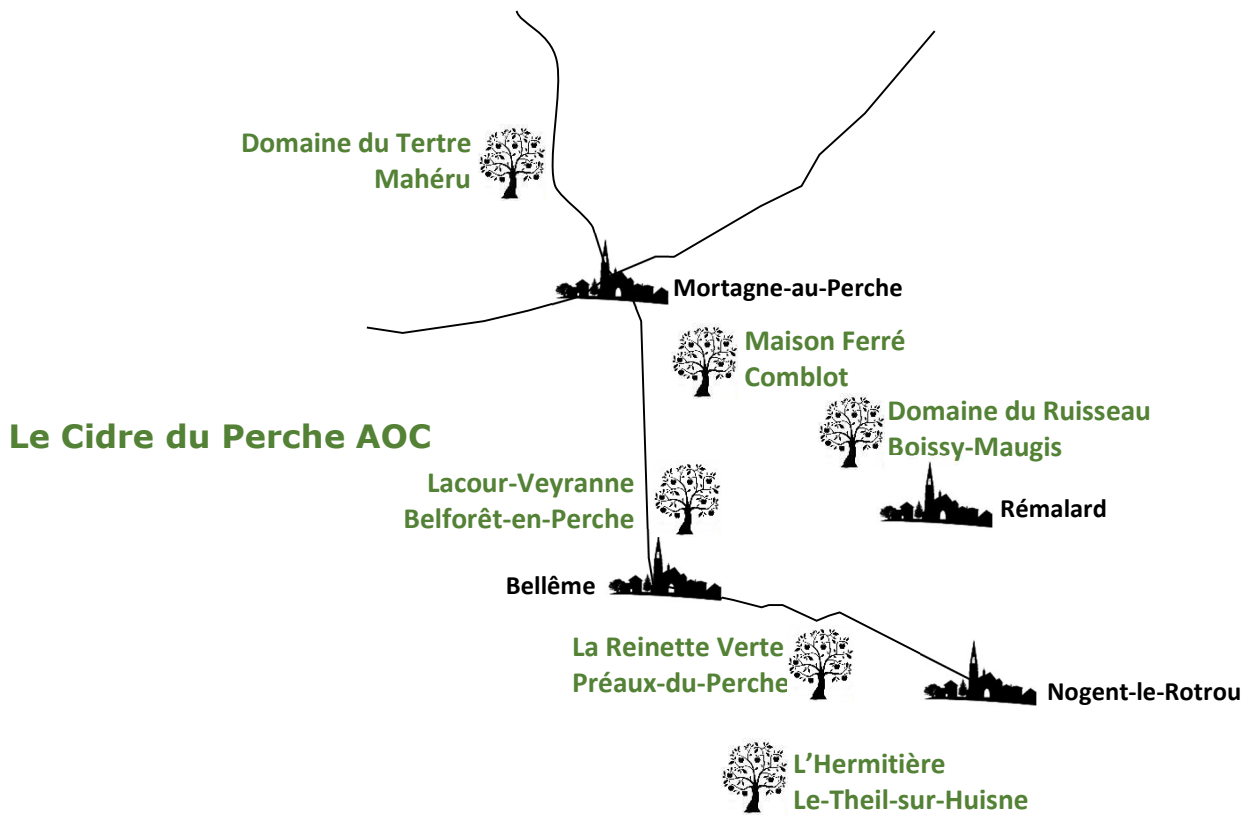 Domaine du Tertre
Mahéru
Mortagne-au-Perche
Maison Ferré
Comblot
Domaine du Ruisseau
Boissy-Maugis
Le Cidre du Perche AOC
Lacour-Veyranne
Belforêt-en-Perche
Rémalard
Bellême
La Reinette Verte
Préaux-du-Perche
Nogent-le-Rotrou
L’Hermitière
Le-Theil-sur-Huisne